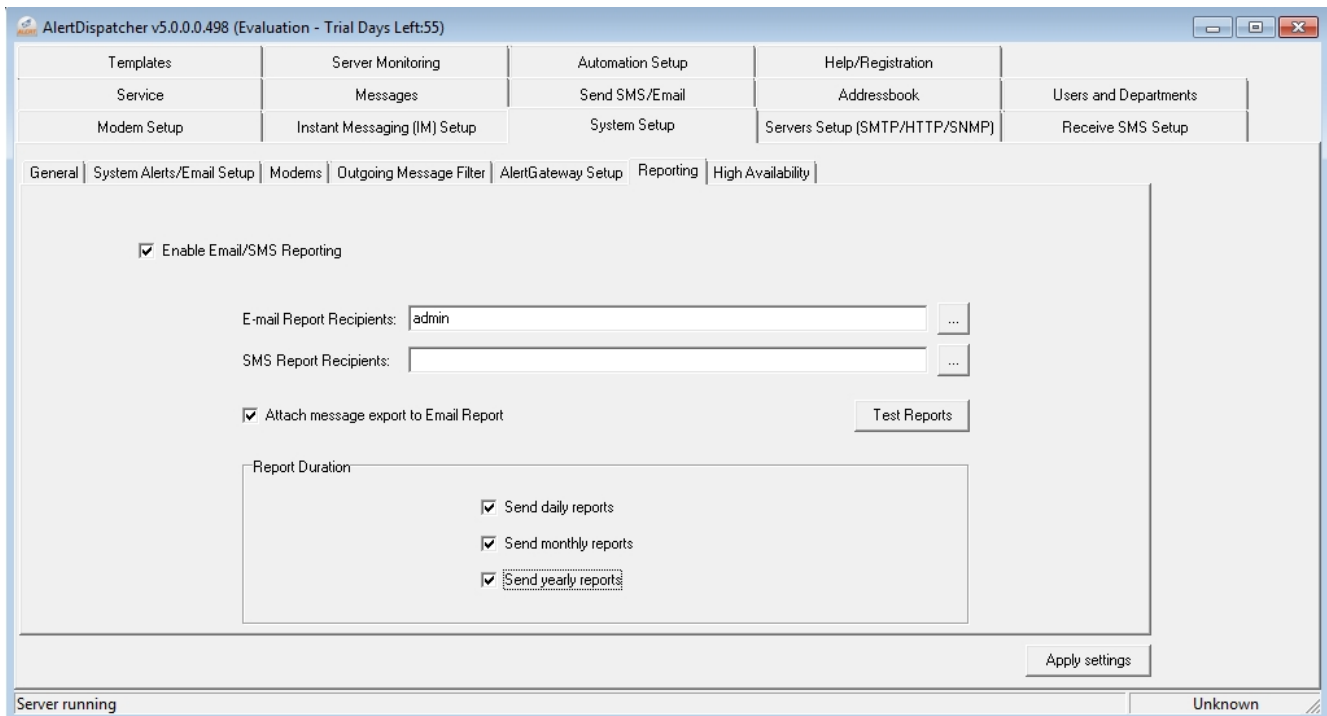 AlertDispatcher v5.0.0.0.498 (Evaluation - Trial Days Left:55)
Templates Server Monitoring Automation Setup Help/Registration
Service Messages Send SMS/Email Addressbook Users and Departments
Modem Setup Instant Messaging (IM) Setup System Setup Servers Setup (SMTP/HTTP/SNMP) Receive SMS Setup
General System Alerts/Email Setup Modems Outgoing Message Filter AlertGateway Setup Reporting High Availability
Enable Email/SMS Reporting
E-mail Report Recipients: admin ...
SMS Report Recipients: ...
Attach message export to Email Report Test Reports
Report Duration
Send daily reports
Send monthly reports
Send yearly reports
Apply settings
Server running Unknown